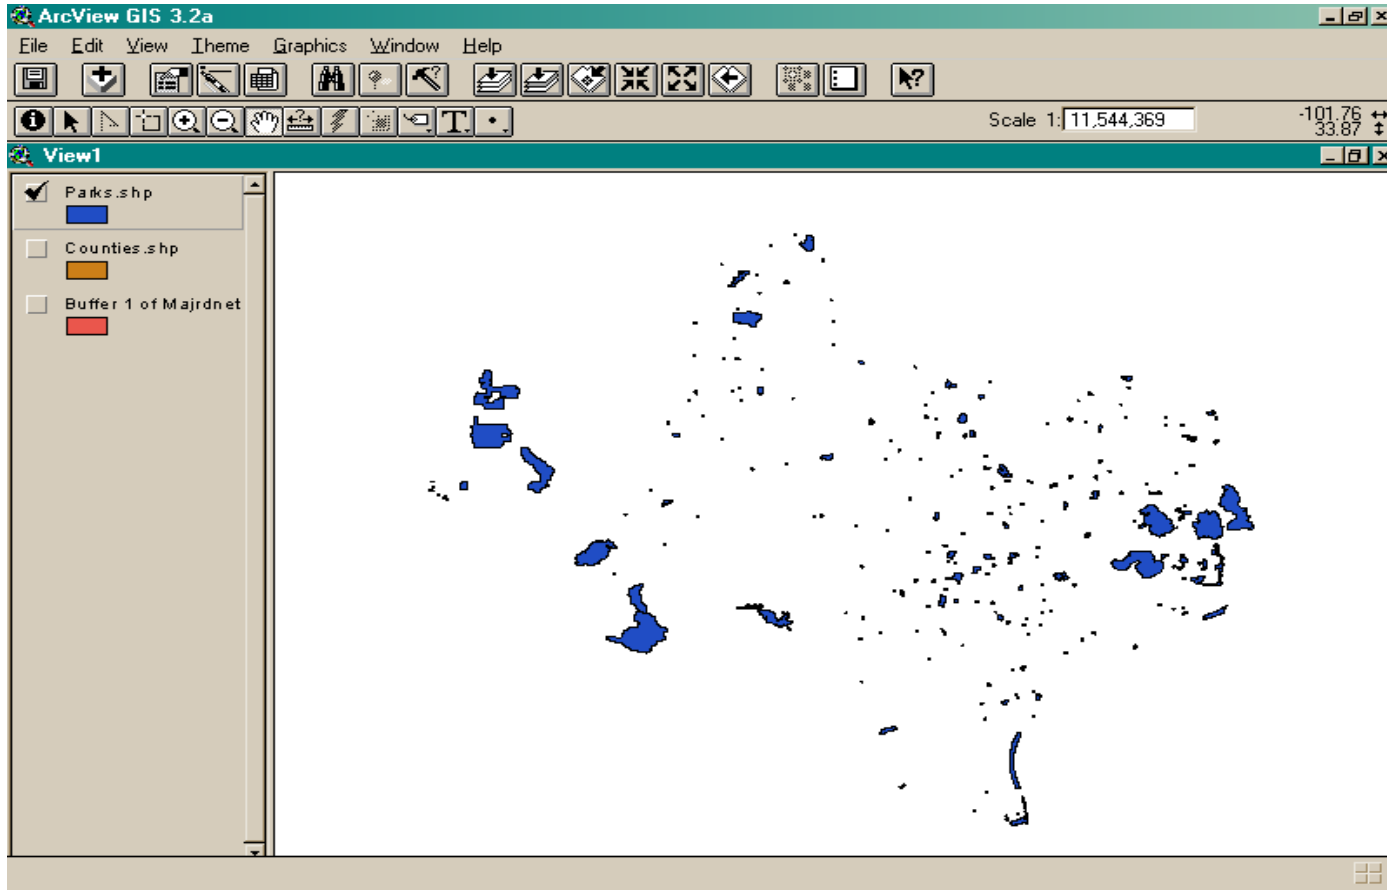 ArcView GIS 3.2a
File Edit View Theme Graphics Window Help
T
Scale 1: 11,544,369
-101.76
33.87
View1
Parks.shp
Counties.shp
Buffer 1 of Majrdnet